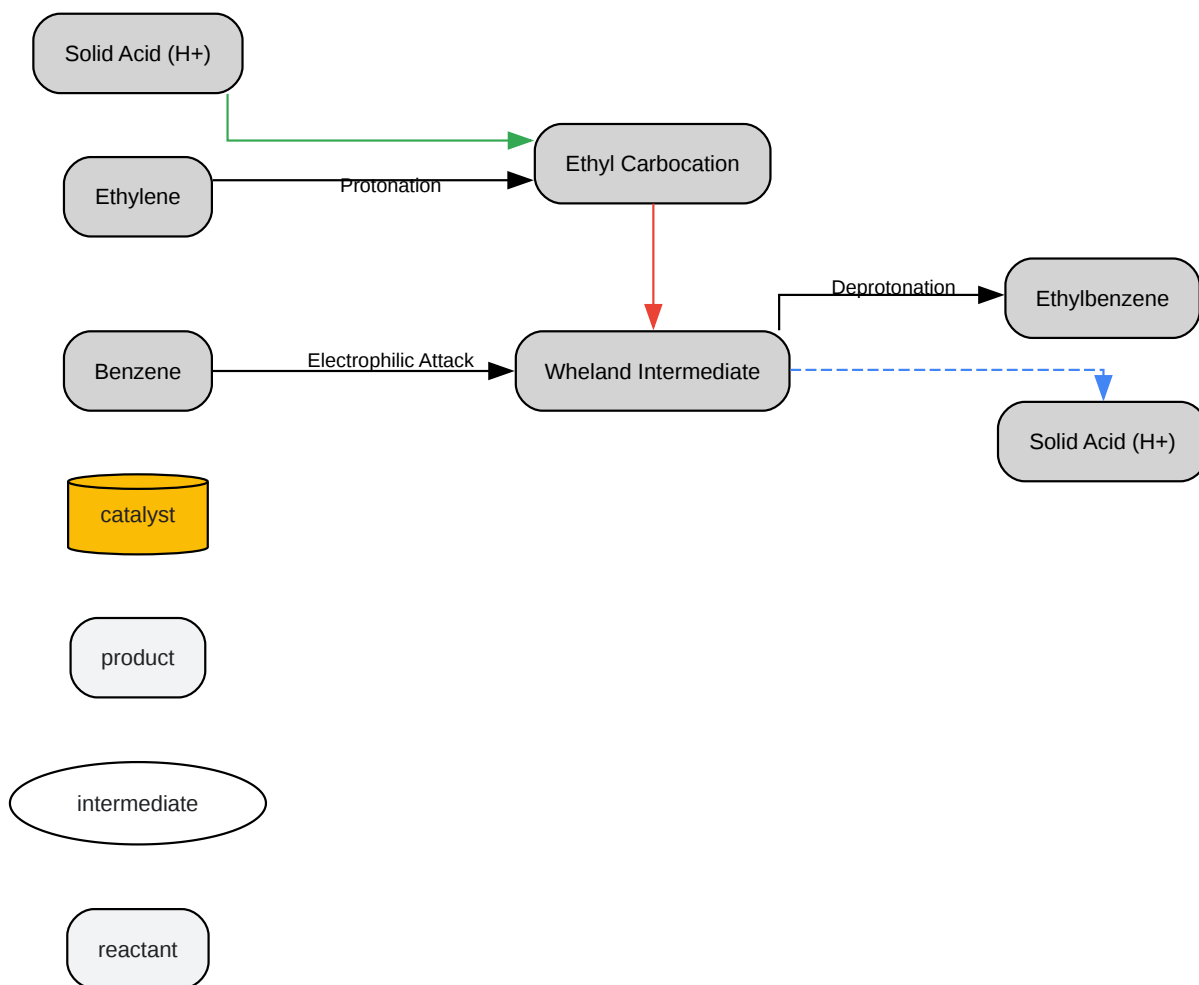 Solid Acid (H+)
Ethyl Carbocation
Ethylene
Protonation
Deprotonation
Ethylbenzene
Benzene
Electrophilic Attack
Wheland Intermediate
Solid Acid (H+)
catalyst
product
intermediate
reactant